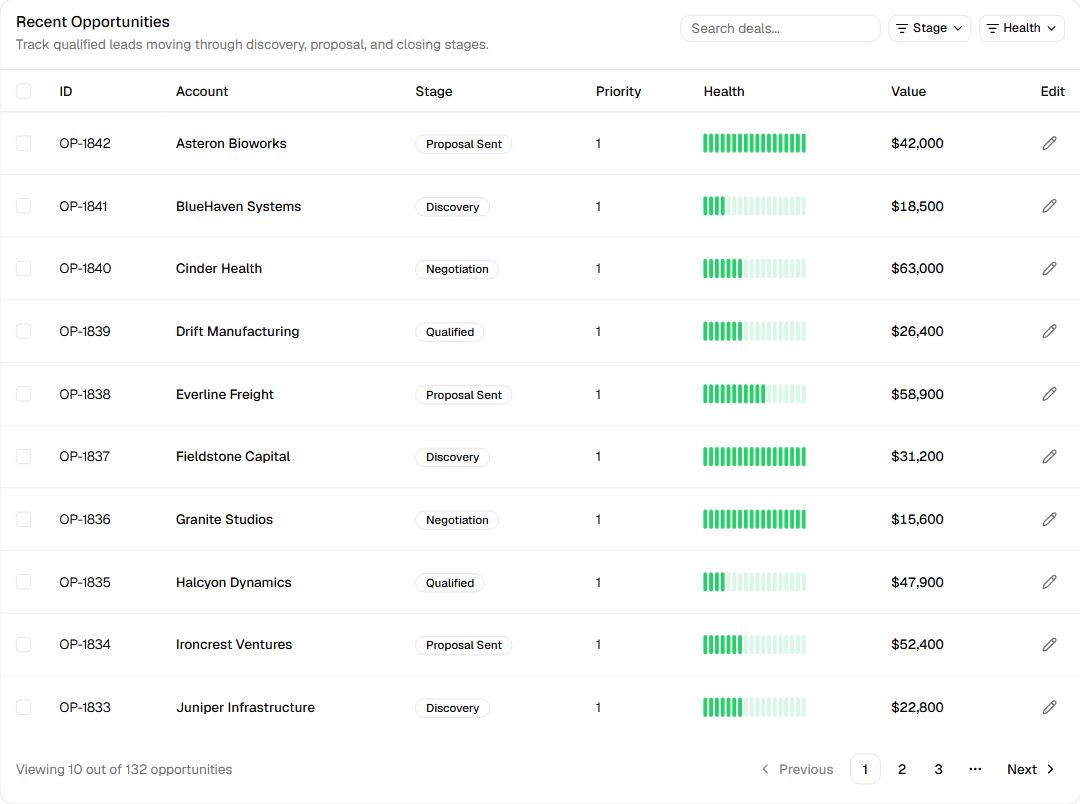 Recent Opportunities
Track qualified leads moving through discovery, proposal, and closing stages.
Search deals... Stage Health
ID Account Stage Priority Health Value Edit
OP-1842 Asteron Bioworks Proposal Sent 1 $42,000
OP-1841 BlueHaven Systems Discovery 1 $18,500
OP-1840 Cinder Health Negotiation 1 $63,000
OP-1839 Drift Manufacturing Qualified 1 $26,400
OP-1838 Everline Freight Proposal Sent 1 $58,900
OP-1837 Fieldstone Capital Discovery 1 $31,200
OP-1836 Granite Studios Negotiation 1 $15,600
OP-1835 Halcyon Dynamics Qualified 1 $47,900
OP-1834 Ironcrest Ventures Proposal Sent 1 $52,400
OP-1833 Juniper Infrastructure Discovery 1 $22,800
Viewing 10 out of 132 opportunities Previous 1 2 3 ... Next